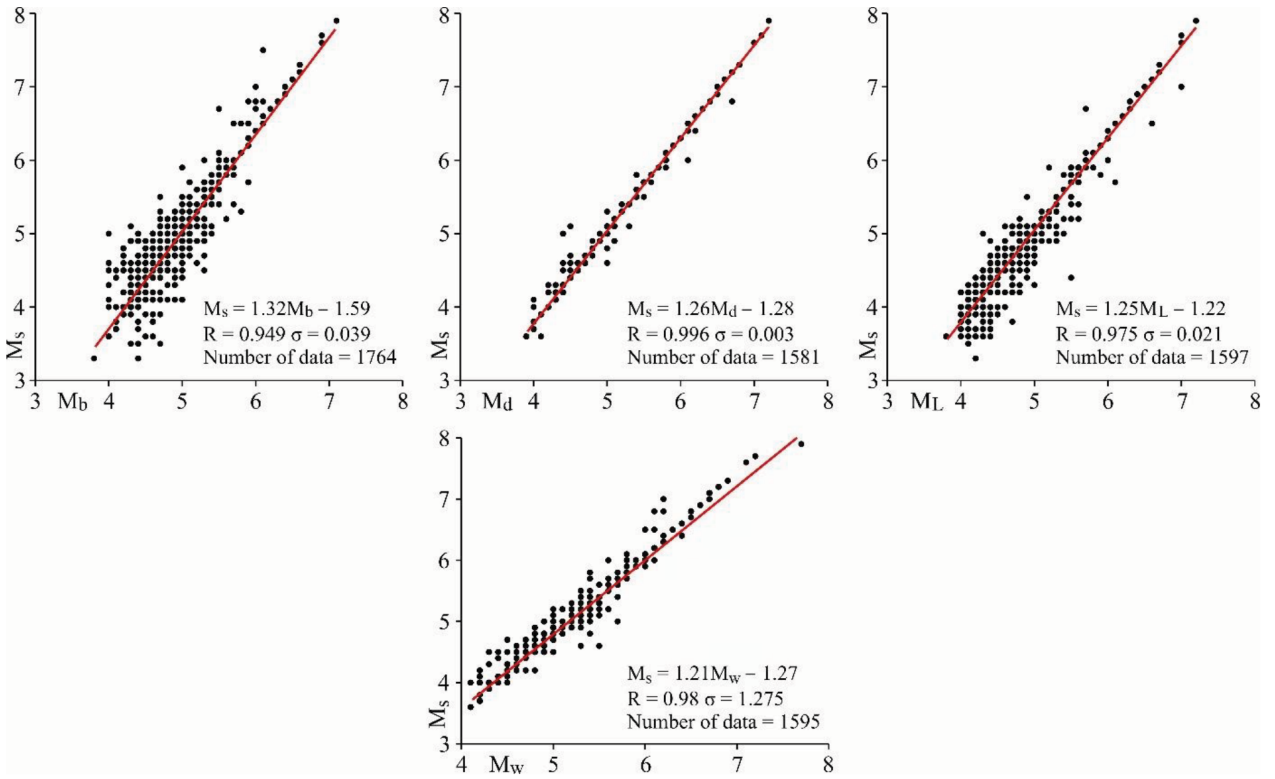 8
7
6
5
4
3
Ms
3 Mb 4 5 6 7 8
Ms = 1.32Mb – 1.59
R = 0.949 σ = 0.039
Number of data = 1764
8
7
6
5
4
3
Ms
3 Md 4 5 6 7 8
Ms = 1.26Md – 1.28
R = 0.996 σ = 0.003
Number of data = 1581
8
7
6
5
4
3
Ms
3 ML 4 5 6 7 8
Ms = 1.25ML – 1.22
R = 0.975 σ = 0.021
Number of data = 1597
8
7
6
5
4
3
Ms
4 Mw 5 6 7 8
Ms = 1.21Mw – 1.27
R = 0.98 σ = 1.275
Number of data = 1595